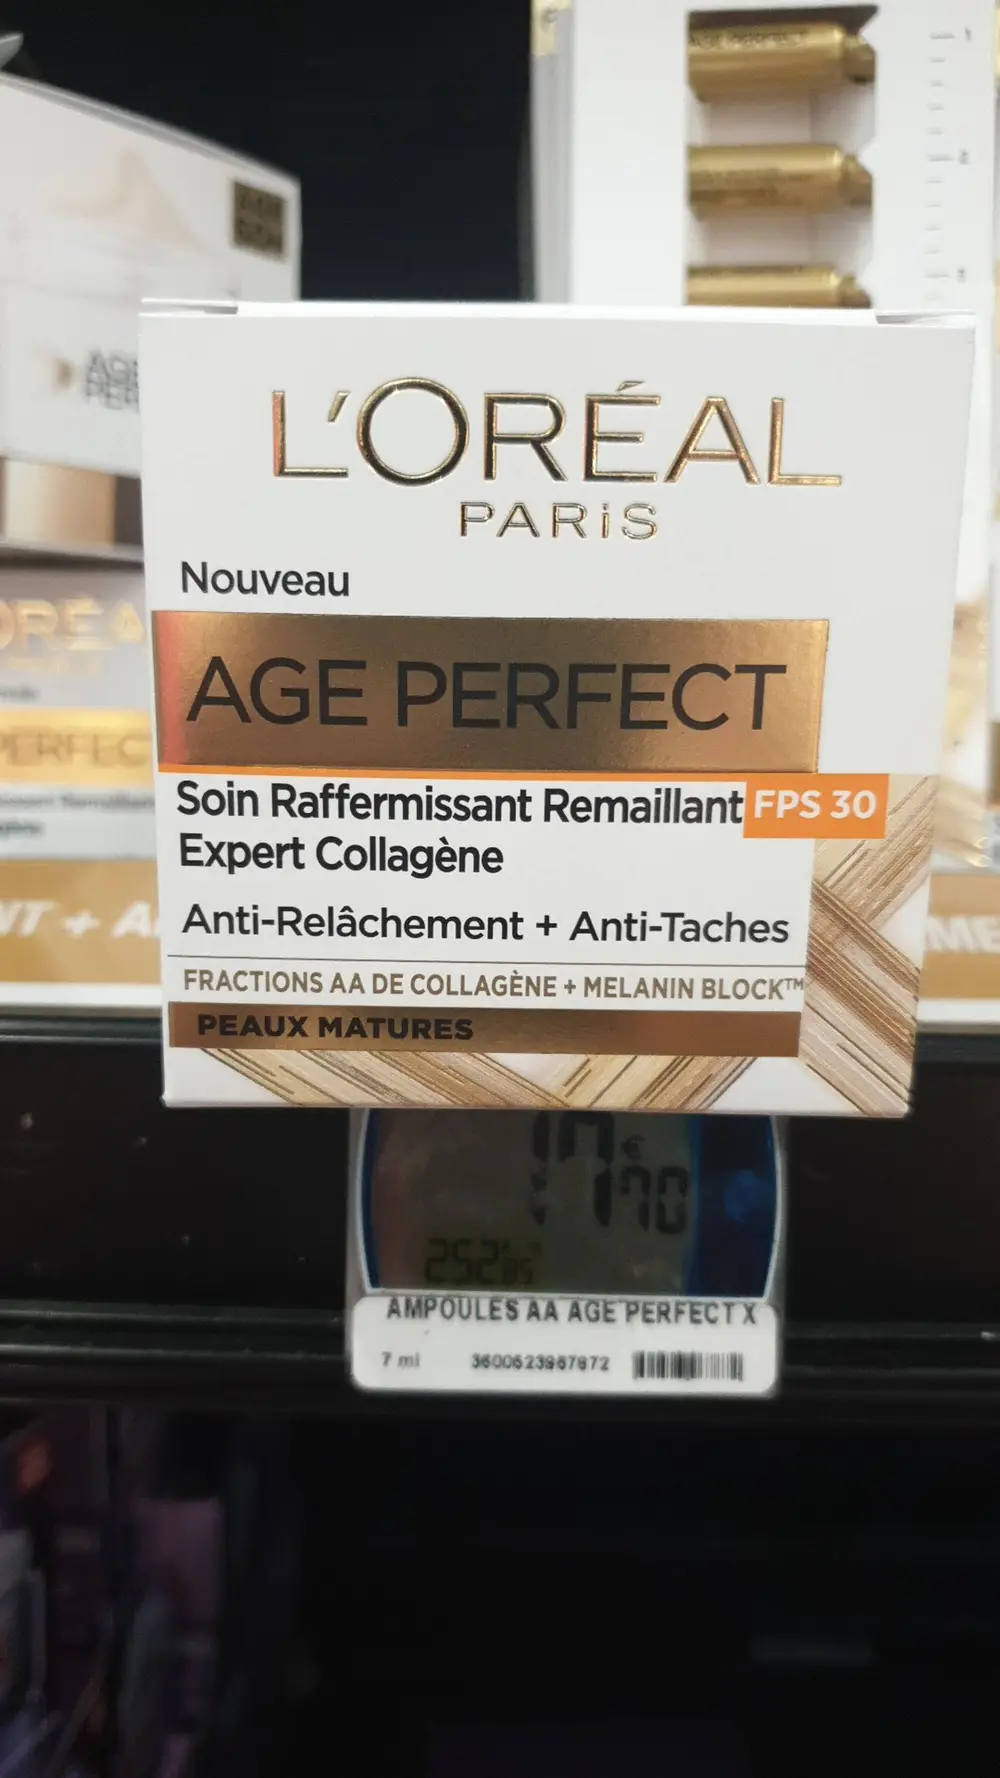 L'ORÉAL
PARiS
Nouveau
AGE PERFECT
Soin Raffermissant Remaillant FPS 30
Expert Collagène
Anti-Relâchement + Anti-Taches
FRACTIONS AA DE COLLAGÈNE + MELANIN BLOCK™
PEAUX MATURES
AMPOULES AA AGE PERFECT X
7 ml 3600523967872